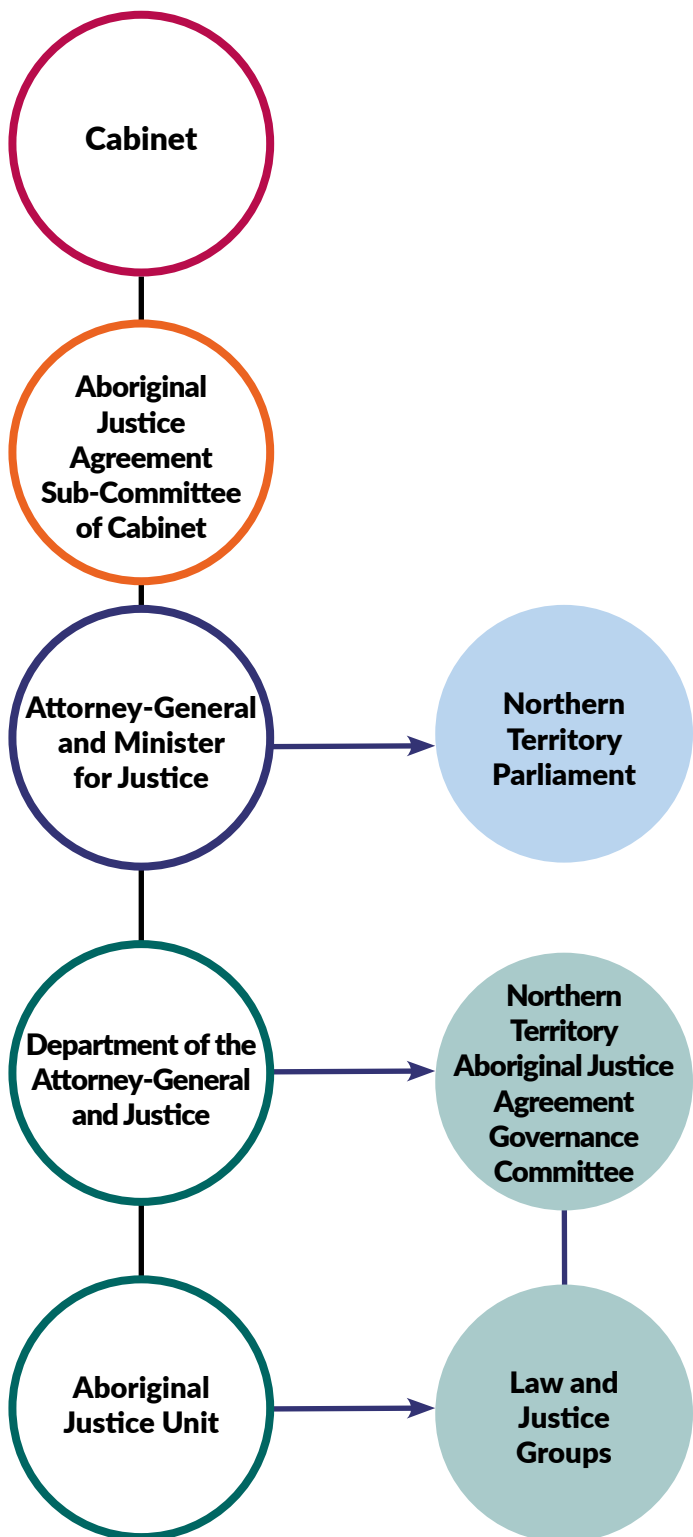 Cabinet
Aboriginal
Justice
Agreement
Sub-Committee
of Cabinet
Attorney-General
and Minister
for Justice
Northern
Territory
Parliament
Department of the
Attorney-General
and Justice
Northern
Territory
Aboriginal Justice
Agreement
Governance
Committee
Aboriginal
Justice Unit
Law and
Justice
Groups